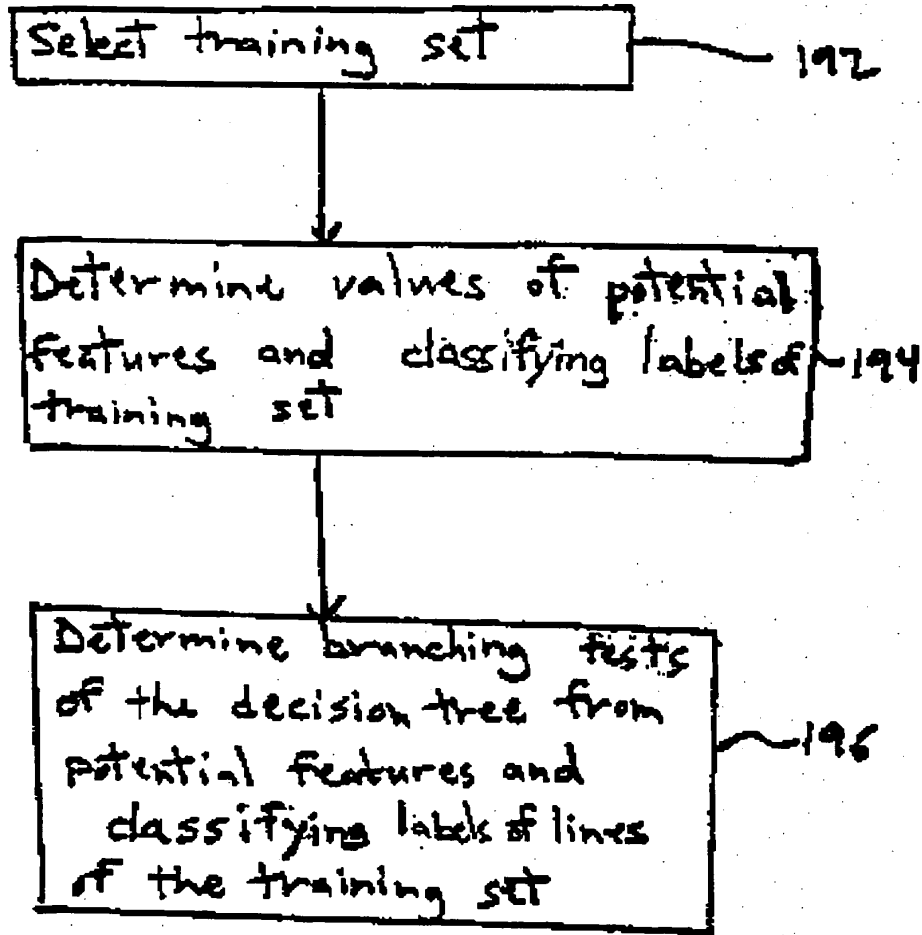 Select training set
192
Determine values of potential
features and classifying labels of
194
training set
Determine branching tests
of the decision tree from
potential features and
196
classifying labels of lines
of the training set